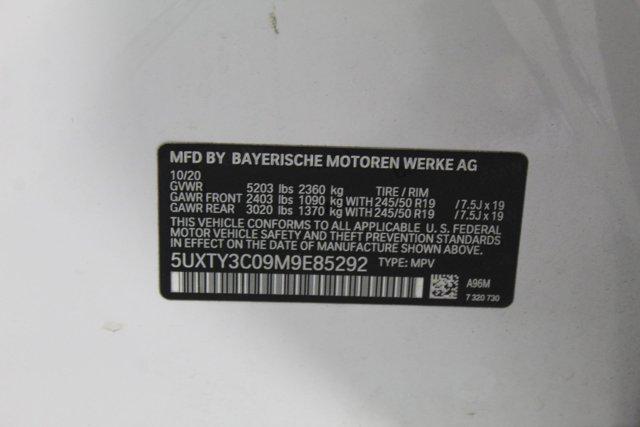 MFD BY BAYERISCHE MOTOREN WERKE AG
10/20
GVWR 5203 lbs 2360 kg TIRE / RIM
GAWR FRONT 2403 lbs 1090 kg WITH 245/50 R19 / 7.5J x 19
GAWR REAR 3020 lbs 1370 kg WITH 245/50 R19 / 7.5J x 19
THIS VEHICLE CONFORMS TO ALL APPLICABLE U. S. FEDERAL
MOTOR VEHICLE SAFETY AND THEFT PREVENTION STANDARDS
IN EFFECT ON THE DATE OF MANUFACTURE
SHOWN ABOVE.
5UXTY3C09M9E85292 TYPE: MPV
A96M
7 320 730